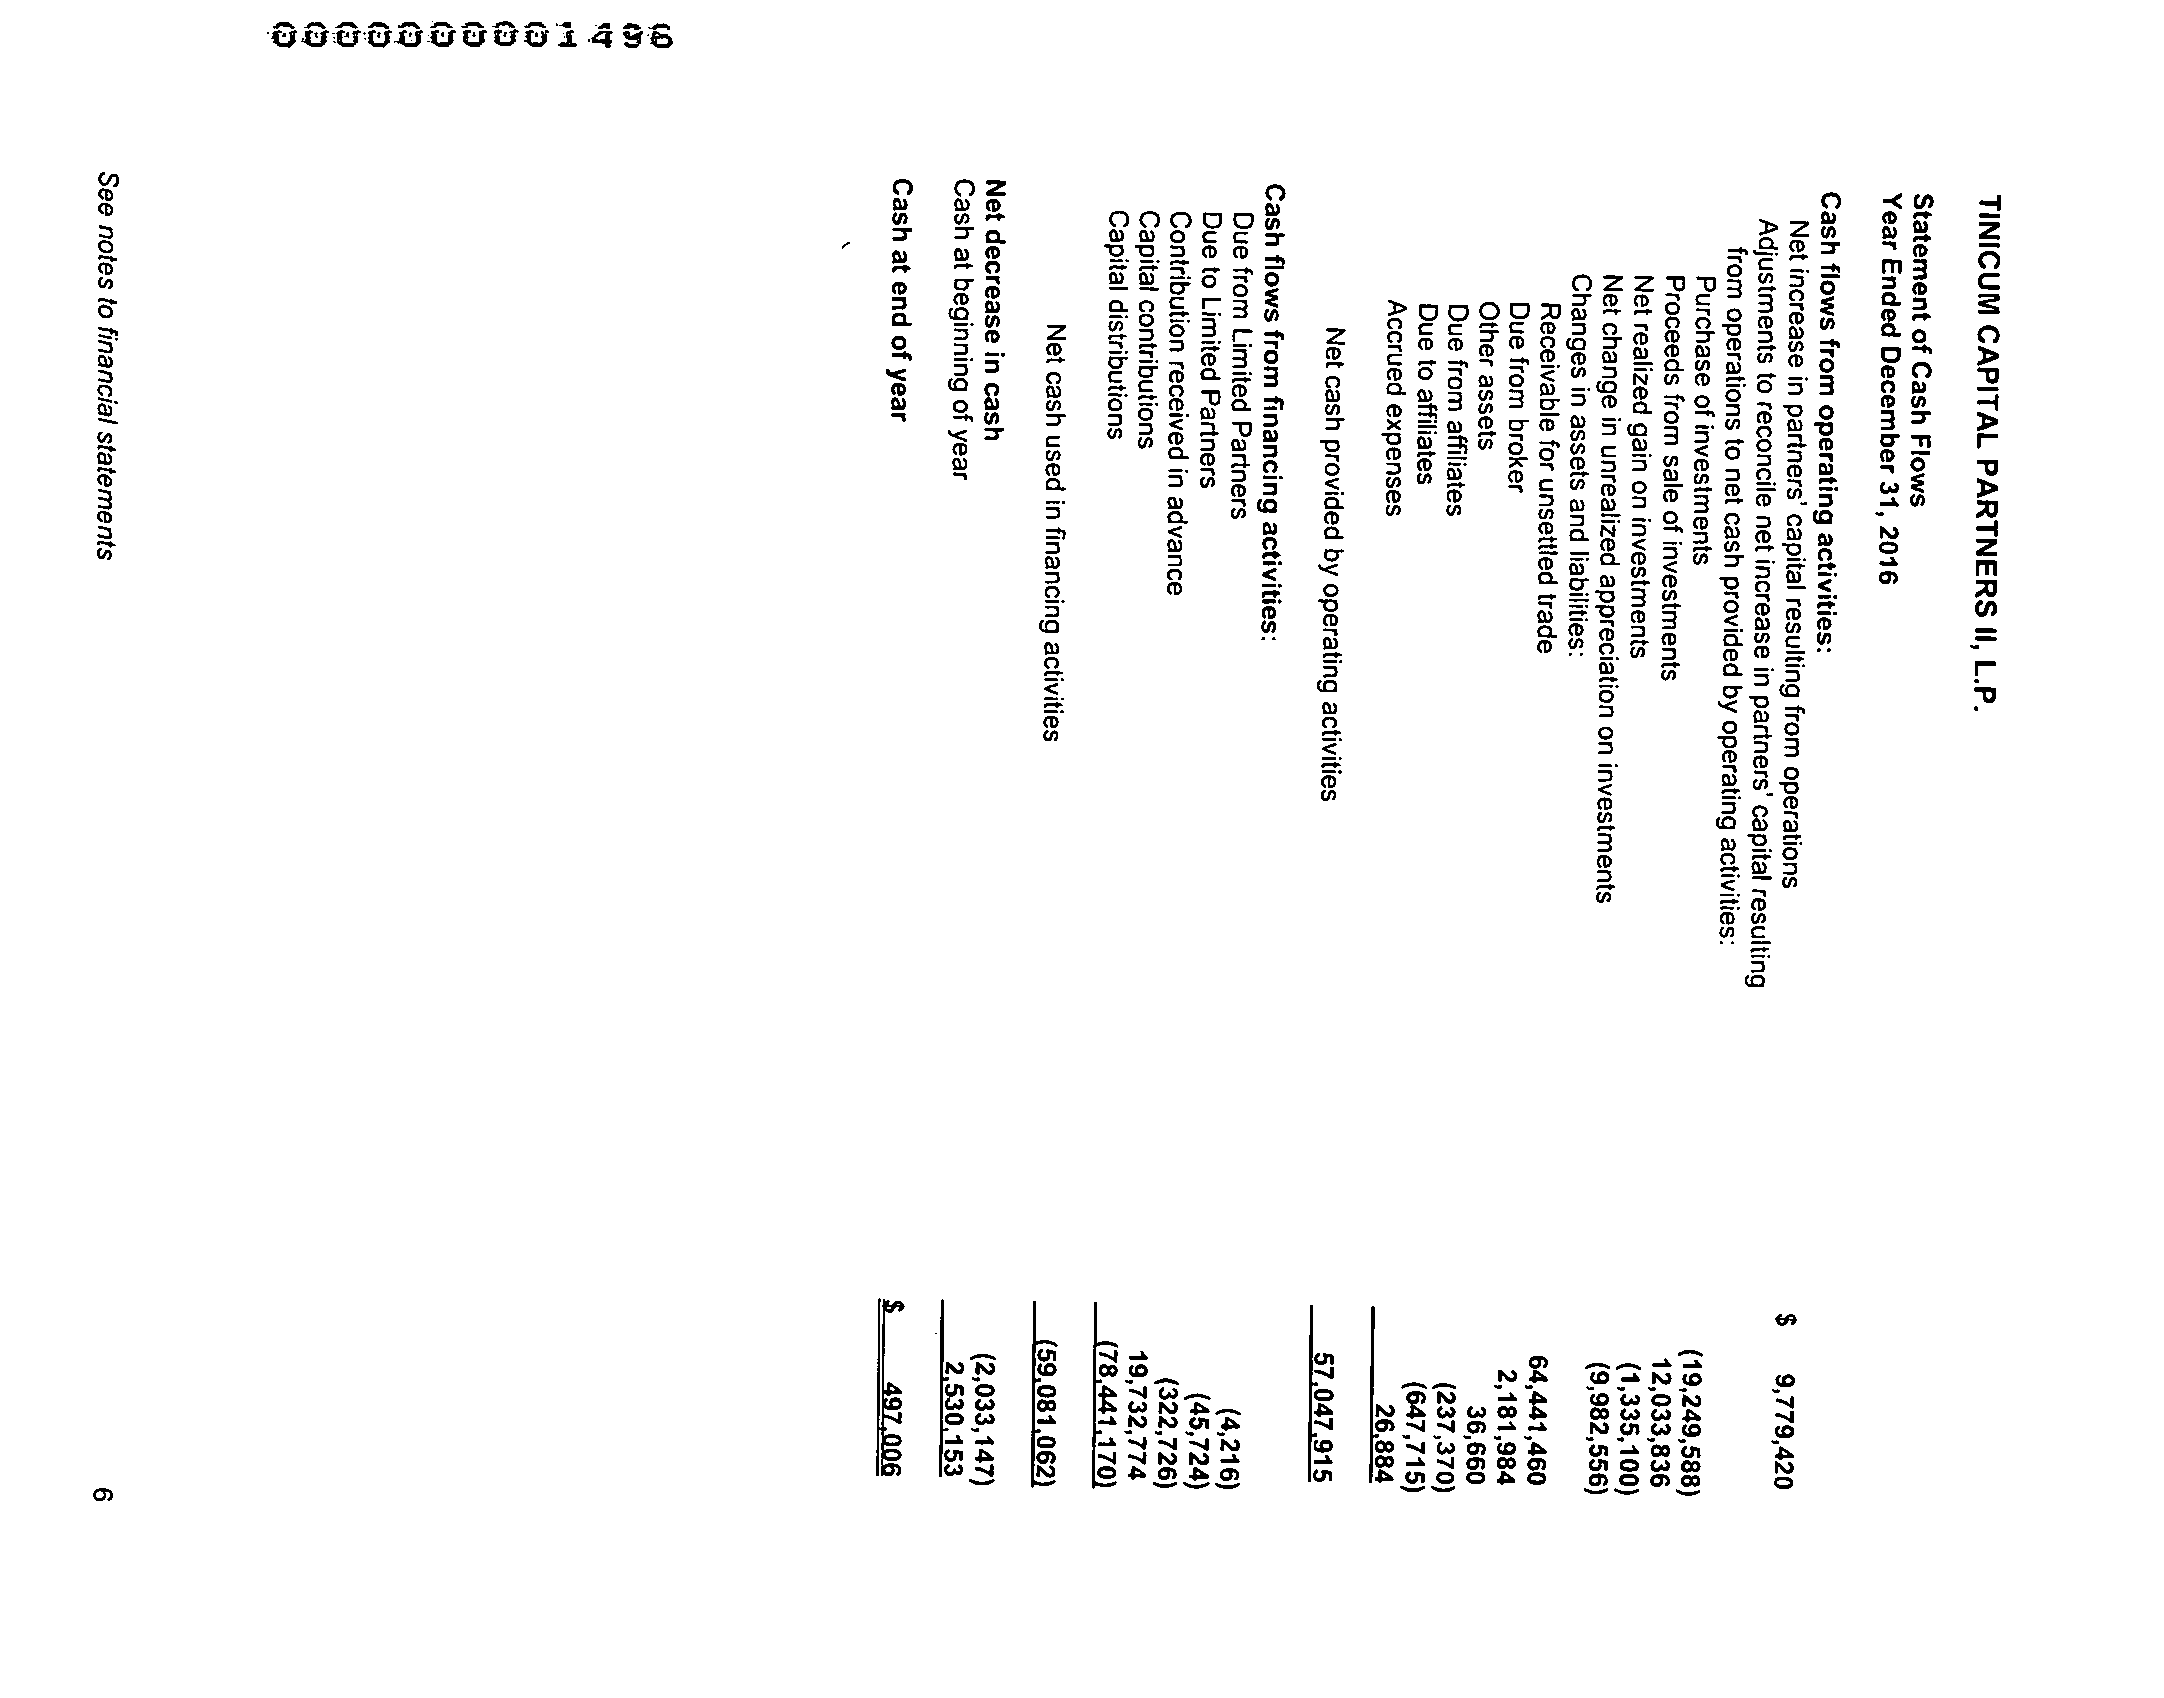 TINICUM CAPITAL PARTNERS II, L.P.
Statement of Cash Flows
Year Ended December 31, 2016
Cash flows from operating activities:
Net increase in partners' capital resulting from operations $ 9,779,420
Adjustments to reconcile net increase in partners' capital resulting
from operations to net cash provided by operating activities:
Purchase of investments (19,249,588)
Proceeds from sale of investments 12,033,836
Net realized gain on investments (1,335,100)
Net change in unrealized appreciation on investments (9,982,556)
Changes in assets and liabilities:
Receivable for unsettled trade 64,441,460
Due from broker 2,181,984
Other assets 36,660
Due from affiliates (237,370)
Due to affiliates (647,715)
Accrued expenses 26,884
Net cash provided by operating activities 57,047,915
Cash flows from financing activities:
Due from Limited Partners (4,216)
Due to Limited Partners (45,724)
Contribution received in advance (322,726)
Capital contributions 19,732,774
Capital distributions (78,441,170)
Net cash used in financing activities (59,081,062)
Net decrease in cash (2,033,147)
Cash at beginning of year 2,530,153
Cash at end of year $ 497,006
See notes to financial statements
6